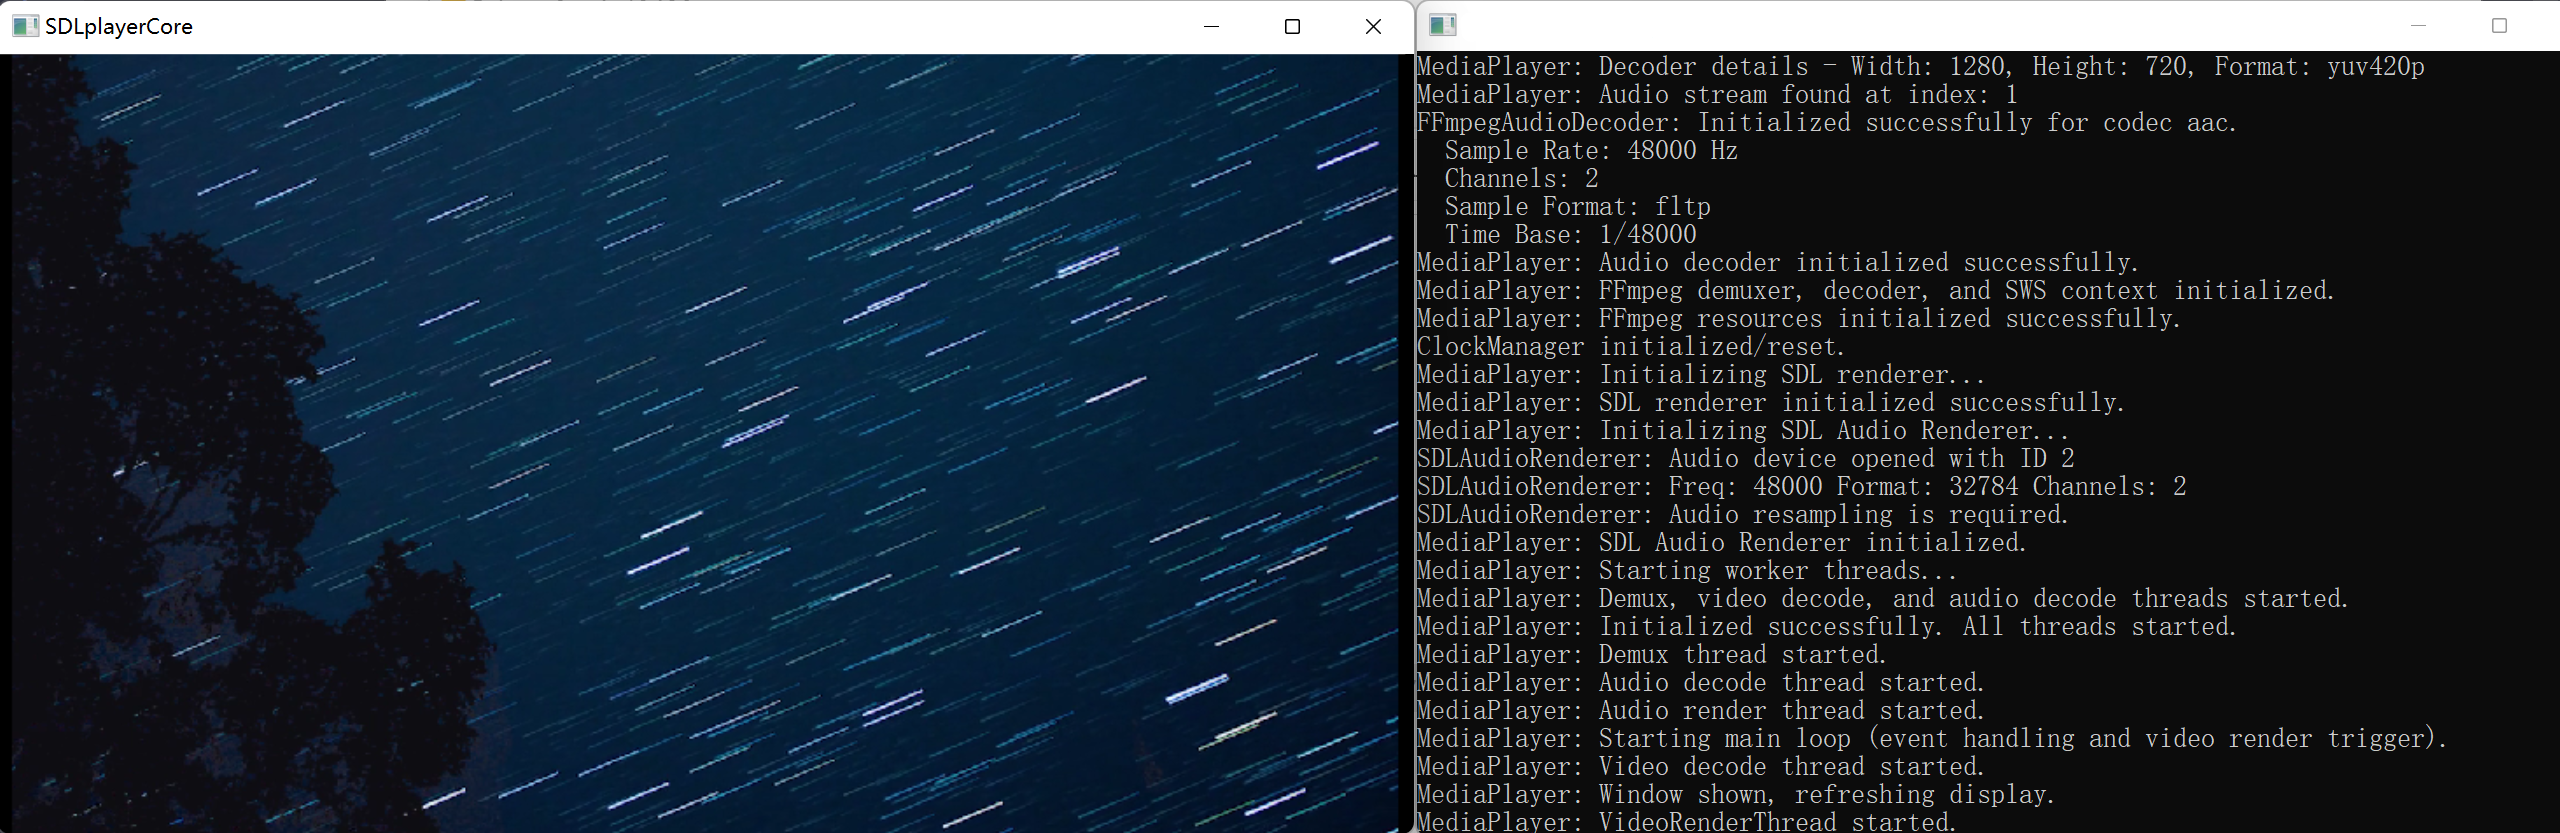 SDLplayerCore
MediaPlayer: Decoder details - Width: 1280, Height: 720, Format: yuv420p
MediaPlayer: Audio stream found at index: 1
FFmpegAudioDecoder: Initialized successfully for codec aac.
Sample Rate: 48000 Hz
Channels: 2
Sample Format: fltp
Time Base: 1/48000
MediaPlayer: Audio decoder initialized successfully.
MediaPlayer: FFmpeg demuxer, decoder, and SWS context initialized.
MediaPlayer: FFmpeg resources initialized successfully.
ClockManager initialized/reset.
MediaPlayer: Initializing SDL renderer...
MediaPlayer: SDL renderer initialized successfully.
MediaPlayer: Initializing SDL Audio Renderer...
SDLAudioRenderer: Audio device opened with ID 2
SDLAudioRenderer: Freq: 48000 Format: 32784 Channels: 2
SDLAudioRenderer: Audio resampling is required.
MediaPlayer: SDL Audio Renderer initialized.
MediaPlayer: Starting worker threads...
MediaPlayer: Demux, video decode, and audio decode threads started.
MediaPlayer: Initialized successfully. All threads started.
MediaPlayer: Demux thread started.
MediaPlayer: Audio decode thread started.
MediaPlayer: Audio render thread started.
MediaPlayer: Starting main loop (event handling and video render trigger).
MediaPlayer: Video decode thread started.
MediaPlayer: Window shown, refreshing display.
MediaPlayer: VideoRenderThread started.